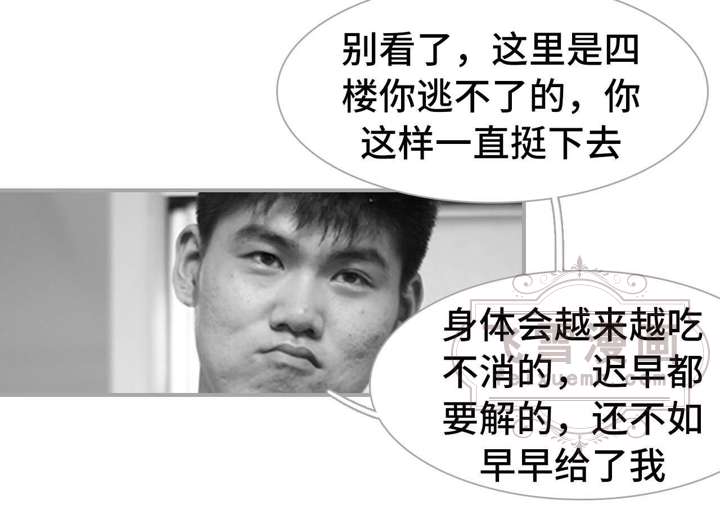 别看了，这里是四
楼你逃不了的，你
这样一直挺下去
身体会越来越吃
不消的，迟早都
要解的，还不如
早早给了我